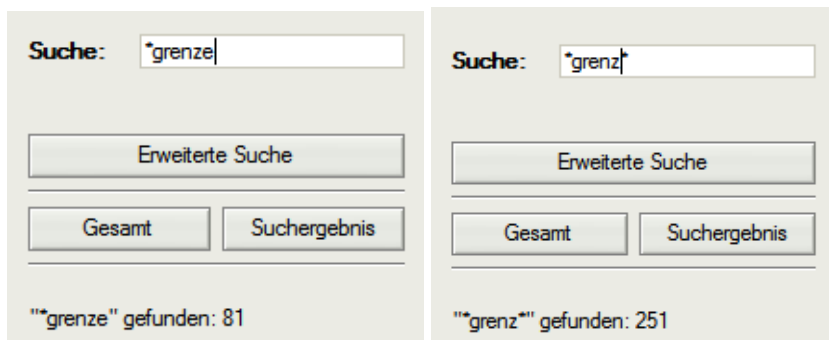 Suche: *grenze
Erweiterte Suche
Gesamt Suchergebnis
"*grenze" gefunden: 81
Suche: *grenz*
Erweiterte Suche
Gesamt Suchergebnis
"*grenz*" gefunden: 251